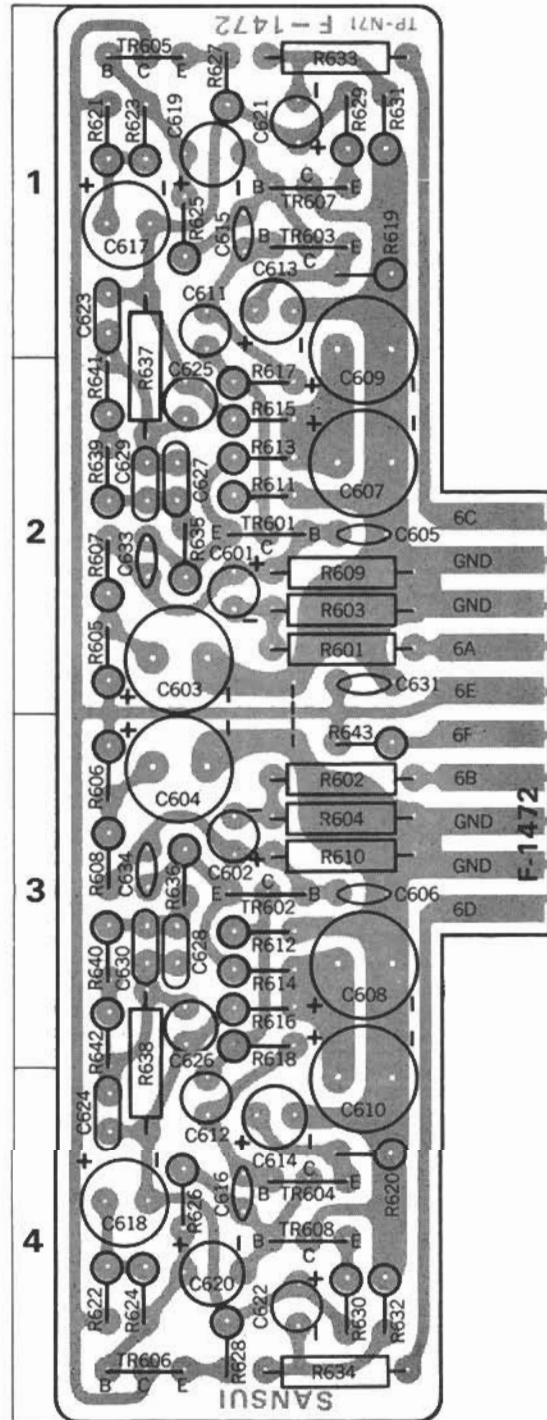 TP-N71 F-1472
TR605
B C E
R627
R633
R621
R623
C619
C621
R629
R631
1
+ - + - + -
B C E
TR607
C617
R625
C615
B TR603 E
C
R619
C613
C623
C611
+ -
R641
R637
C625
R617
C609
+ -
R615
+ -
R639
C629
C627
R613
C607
R611
2
6C
E TR601 B
C
C605
R607
C633
R635
C601
+
R609
GND
-
R603
GND
R605
R601
6A
C603
C631
6E
+ -
+ -
R643
6F
R606
C604
R602
6B
-
R604
GND
R608
C634
R636
C602
+
R610
GND
F-1472
3
C
E TR602 B
C606
6D
R612
R640
C630
C628
R614
C608
R616
+ -
R642
R638
C626
R618
+ -
C624
C612
C610
C614
+ -
+ -
R626
C616
B TR604 E
C
R620
C618
4
TR608
B C E
+ -
C620
+
R622
R624
C622
-
R630
R632
R628
TR606
B C E
R634
SANSUI